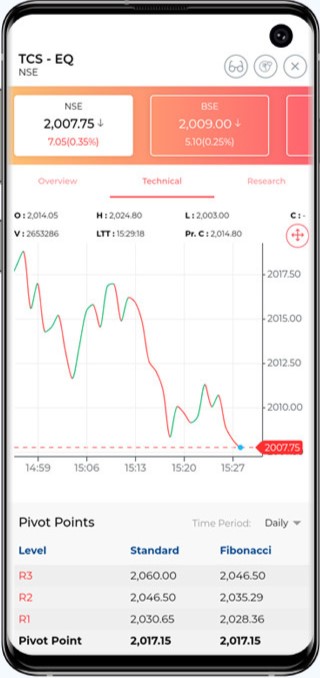 TCS - EQ
NSE
NSE
2,007.75 ↓
7.05(0.35%)
BSE
2,009.00 ↓
5.10(0.25%)
Overview Technical Research
O : 2,014.05 H : 2,024.80 L : 2,003.00 C : -
V : 2653286 LTT : 15:29:18 Pr. C : 2,014.80
2017.50
2015.00
2012.50
2010.00
2007.75
14:59 15:06 15:13 15:20 15:27
Pivot Points Time Period: Daily
Level Standard Fibonacci
R3 2,060.00 2,046.50
R2 2,046.50 2,035.29
R1 2,030.65 2,028.36
Pivot Point 2,017.15 2,017.15